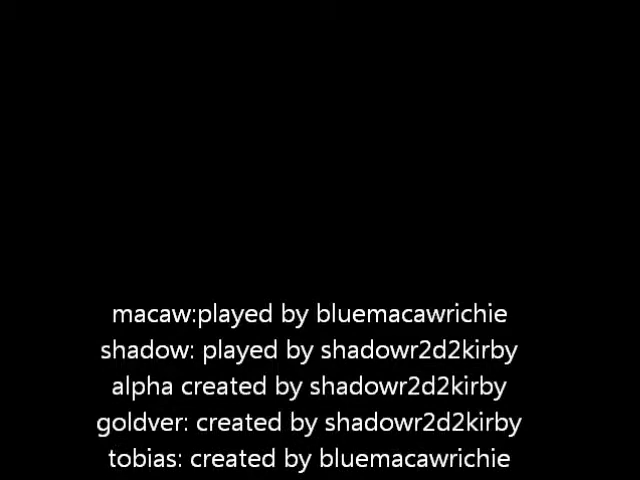 macaw:played by bluemacawrichie
shadow: played by shadowr2d2kirby
alpha created by shadowr2d2kirby
goldver: created by shadowr2d2kirby
tobias: created by bluemacawrichie